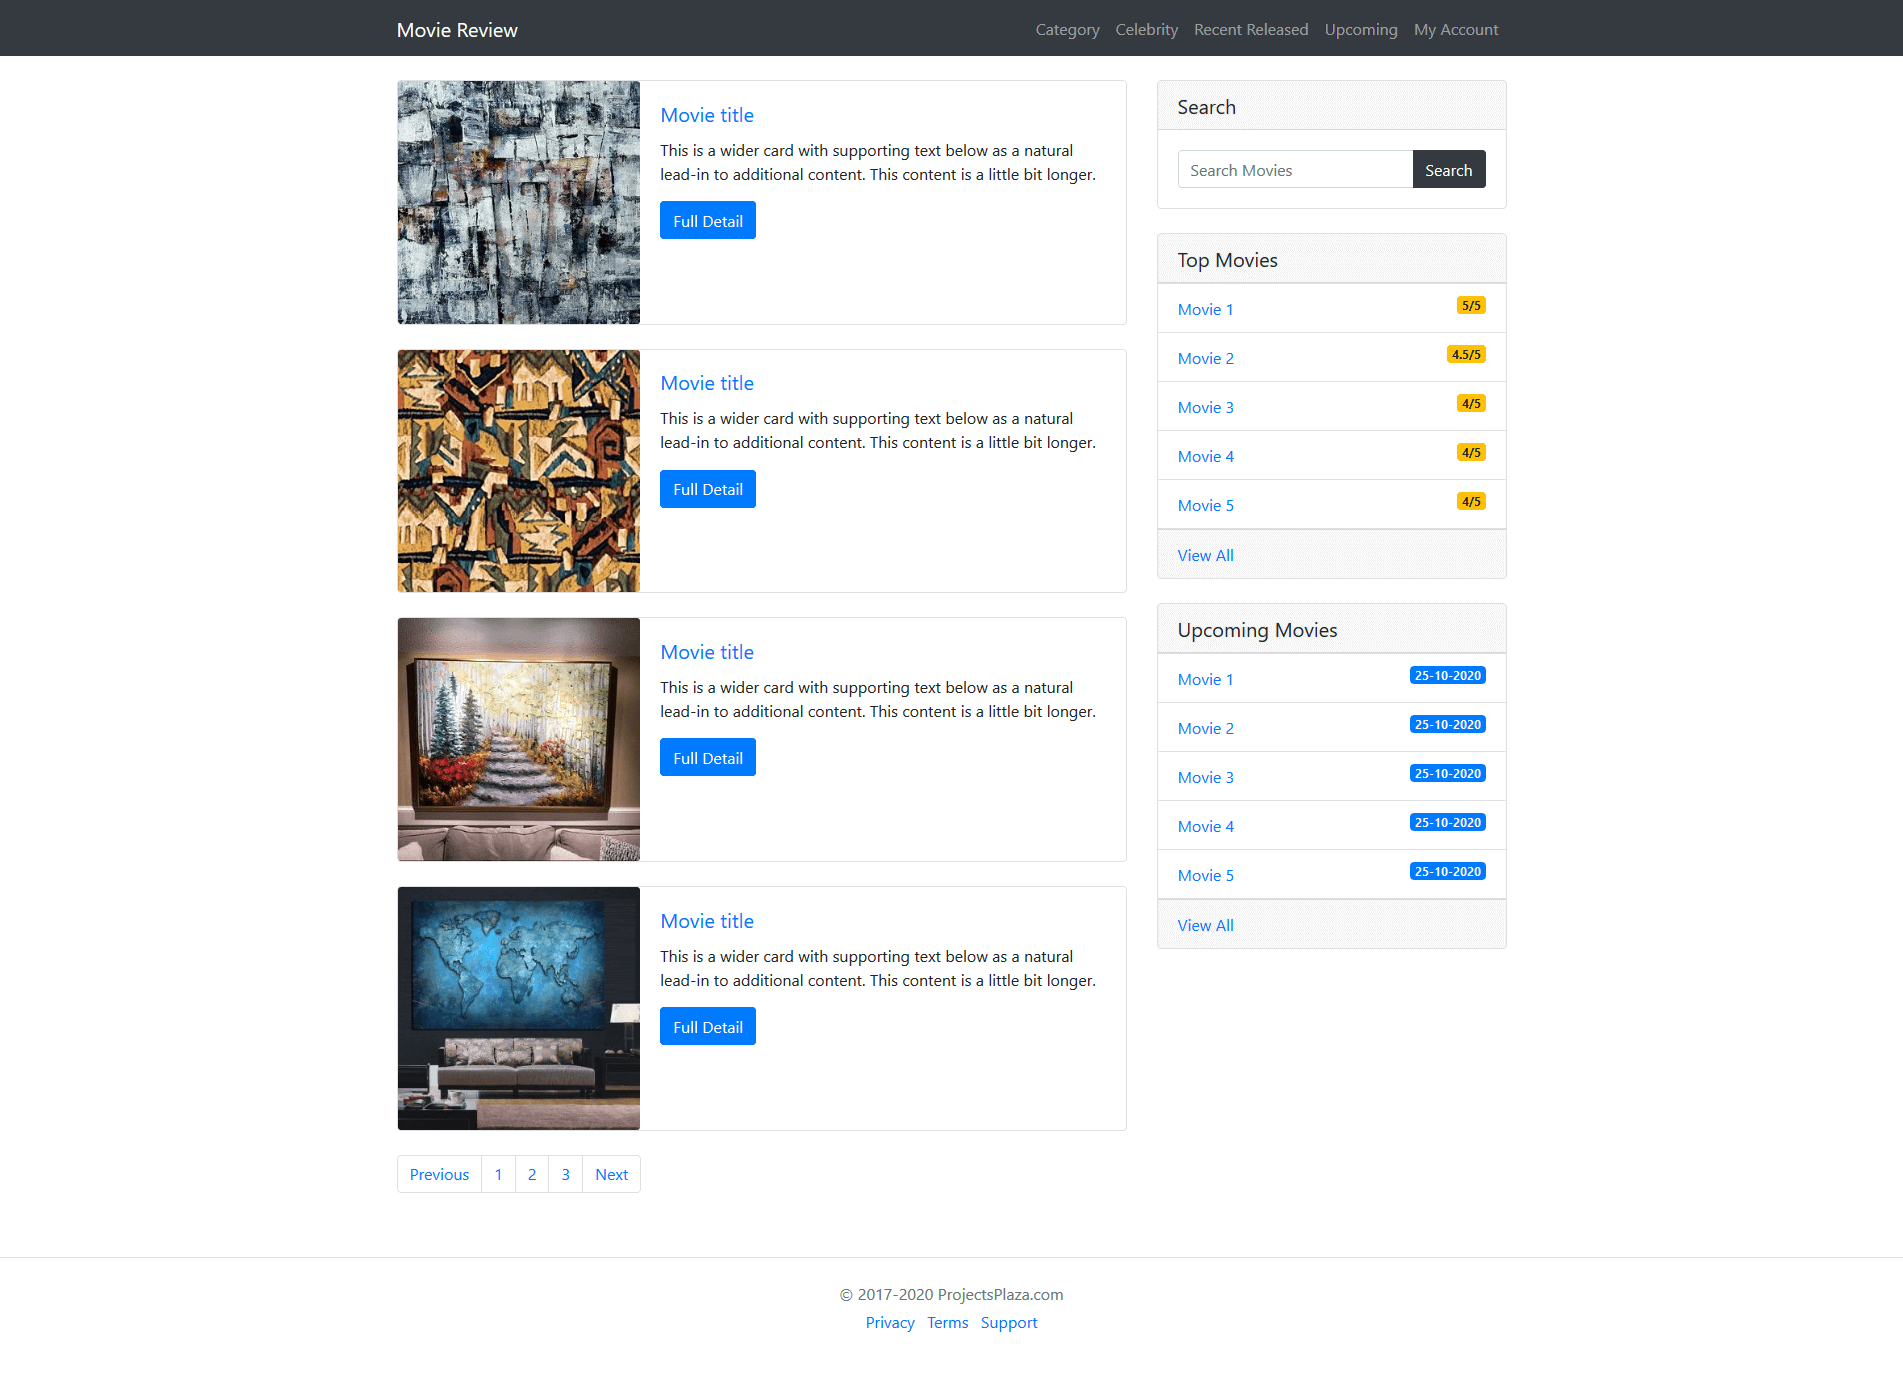 Movie Review
Category Celebrity Recent Released Upcoming My Account
Movie title
This is a wider card with supporting text below as a natural
lead-in to additional content. This content is a little bit longer.
Full Detail
Movie title
This is a wider card with supporting text below as a natural
lead-in to additional content. This content is a little bit longer.
Full Detail
Movie title
This is a wider card with supporting text below as a natural
lead-in to additional content. This content is a little bit longer.
Full Detail
Movie title
This is a wider card with supporting text below as a natural
lead-in to additional content. This content is a little bit longer.
Full Detail
Previous 1 2 3 Next
Search
Search Movies Search
Top Movies
Movie 1 5/5
Movie 2 4.5/5
Movie 3 4/5
Movie 4 4/5
Movie 5 4/5
View All
Upcoming Movies
Movie 1 25-10-2020
Movie 2 25-10-2020
Movie 3 25-10-2020
Movie 4 25-10-2020
Movie 5 25-10-2020
View All
© 2017-2020 ProjectsPlaza.com
Privacy Terms Support